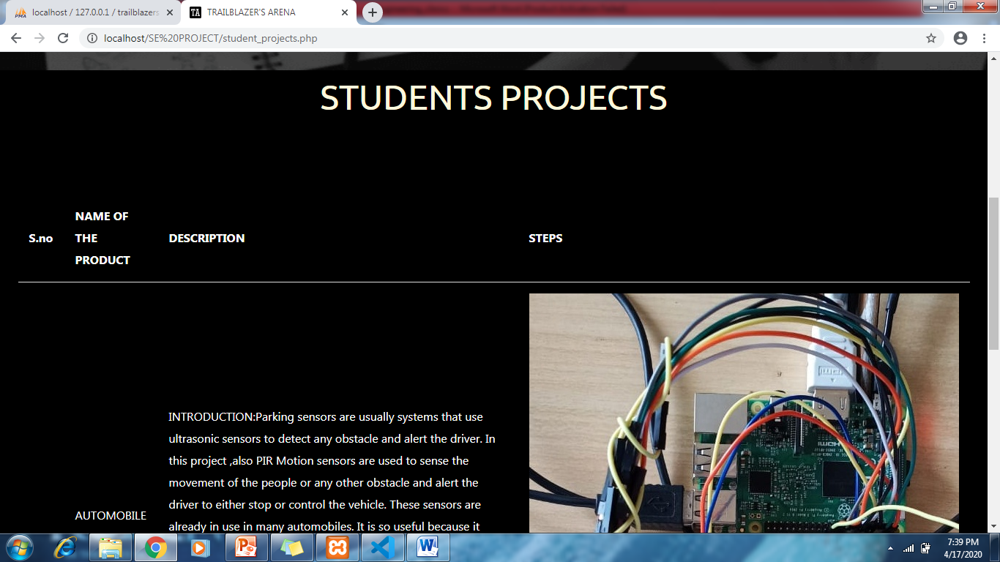 localhost / 127.0.0.1 / trailblazers
TRAILBLAZER'S ARENA
localhost/SE%20PROJECT/student_projects.php
STUDENTS PROJECTS
S.no
NAME OF
THE
PRODUCT
DESCRIPTION
STEPS
AUTOMOBILE
INTRODUCTION:Parking sensors are usually systems that use
ultrasonic sensors to detect any obstacle and alert the driver. In
this project ,also PIR Motion sensors are used to sense the
movement of the people or any other obstacle and alert the
driver to either stop or control the vehicle. These sensors are
already in use in many automobiles. It is so useful because it
HDMI
7:39 PM
4/17/2020